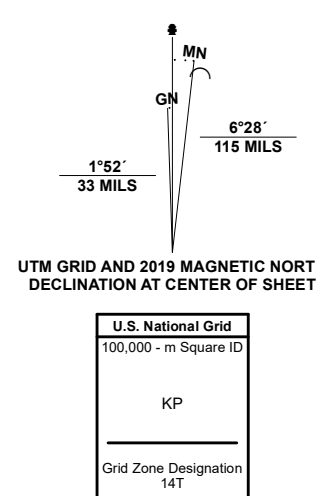 MN
GN
6°28´
115 MILS
1°52´
33 MILS
UTM GRID AND 2019 MAGNETIC NORT
DECLINATION AT CENTER OF SHEET
U.S. National Grid
100,000 - m Square ID
KP
Grid Zone Designation
14T